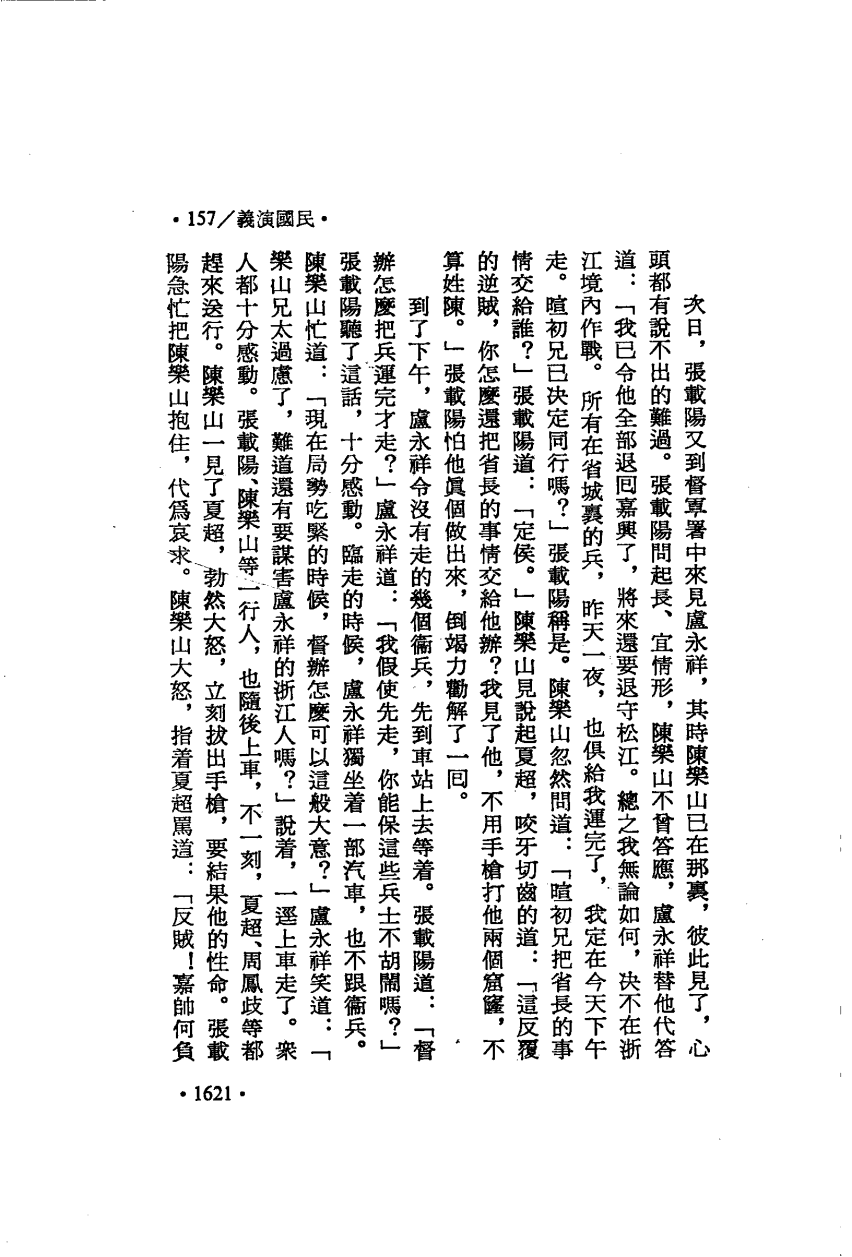 •157/義演國民•
次日，張載陽又到督軍署中來見盧永祥，其時陳樂山已在那裏，彼此見了，心
頭都有說不出的難過。張載陽問起長、宜情形，陳樂山不曾答應，盧永祥替他代答
道：「我已令他全部退囘嘉興了，將來還要退守松江。總之我無論如何，决不在浙
江境內作戰。所有在省城裏的兵，昨天一夜，也俱給我運完了，我定在今天下午
走。暄初兄已決定同行嗎？」張載陽稱是。陳樂山忽然問道：「暄初兄把省長的事
情交給誰？」張載陽道：「定侯。」陳樂山見說起夏超，咬牙切齒的道：「這反覆
的逆賊，你怎麼還把省長的事情交給他辦？我見了他，不用手槍打他兩個窟窿，不
算姓陳。」張載陽怕他眞個做出來，倒竭力勸解了一囘。
到了下午，盧永祥令沒有走的幾個衞兵，先到車站上去等着。張載陽道：「督
辦怎麼把兵運完才走？」盧永祥道：「我假使先走，你能保這些兵士不胡鬧嗎？」
張載陽聽了這話，十分感動。臨走的時候，盧永祥獨坐着一部汽車，也不跟衞兵。
陳樂山忙道：「現在局勢吃緊的時候，督辦怎麼可以這般大意？」盧永祥笑道：「
樂山兄太過慮了，難道還有要謀害盧永祥的浙江人嗎？」說着，一逕上車走了。衆
人都十分感動。張載陽、陳樂山等一行人，也隨後上車，不一刻，夏超、周鳳歧等都
趕來送行。陳樂山一見了夏超，勃然大怒，立刻拔出手槍，要結果他的性命。張載
陽急忙把陳樂山抱住，代爲哀求。陳樂山大怒，指着夏超罵道：「反賊！嘉帥何負
•1621•